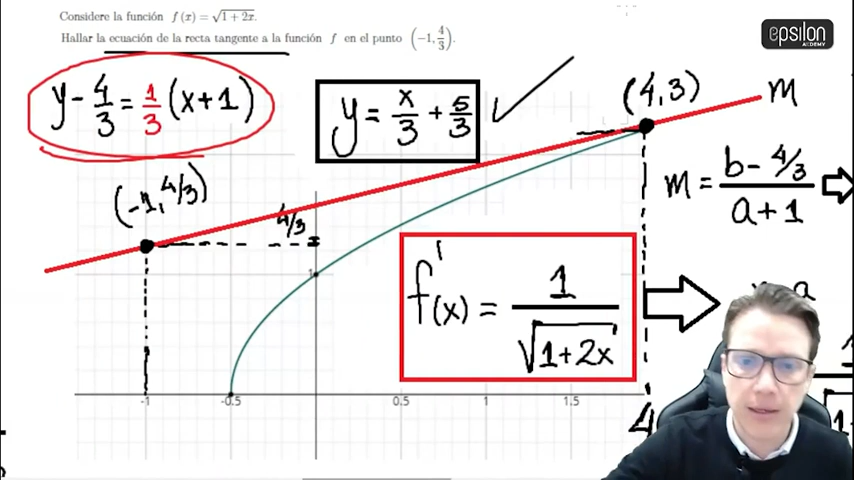 Considere la función f(x) = √1+2x.
Hallar la ecuación de la recta tangente a la función f en el punto (−1, 4/3).
epsilon
ACADEMY
y − 4/3 = 1/3 (x+1)
y = x/3 + 5/3
(4,3)
m
m = b − 4/3 / a + 1
(-1, 4/3)
4/3
1
f'(x) = 1/√1+2x
-1 -0.5 0.5 1 1.5
4